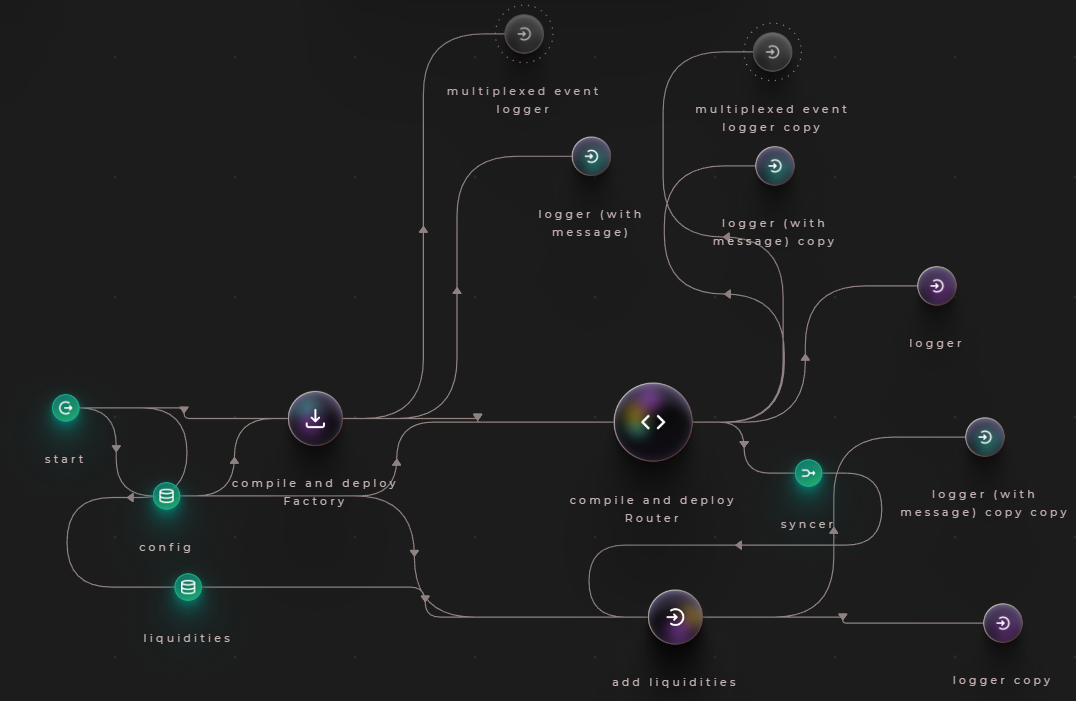 multiplexed event
logger
multiplexed event
logger copy
logger (with
message)
logger (with
message) copy
logger
start
compile and deploy
Factory
compile and deploy
Router
logger (with
message) copy copy
syncer
config
liquidities
add liquidities
logger copy